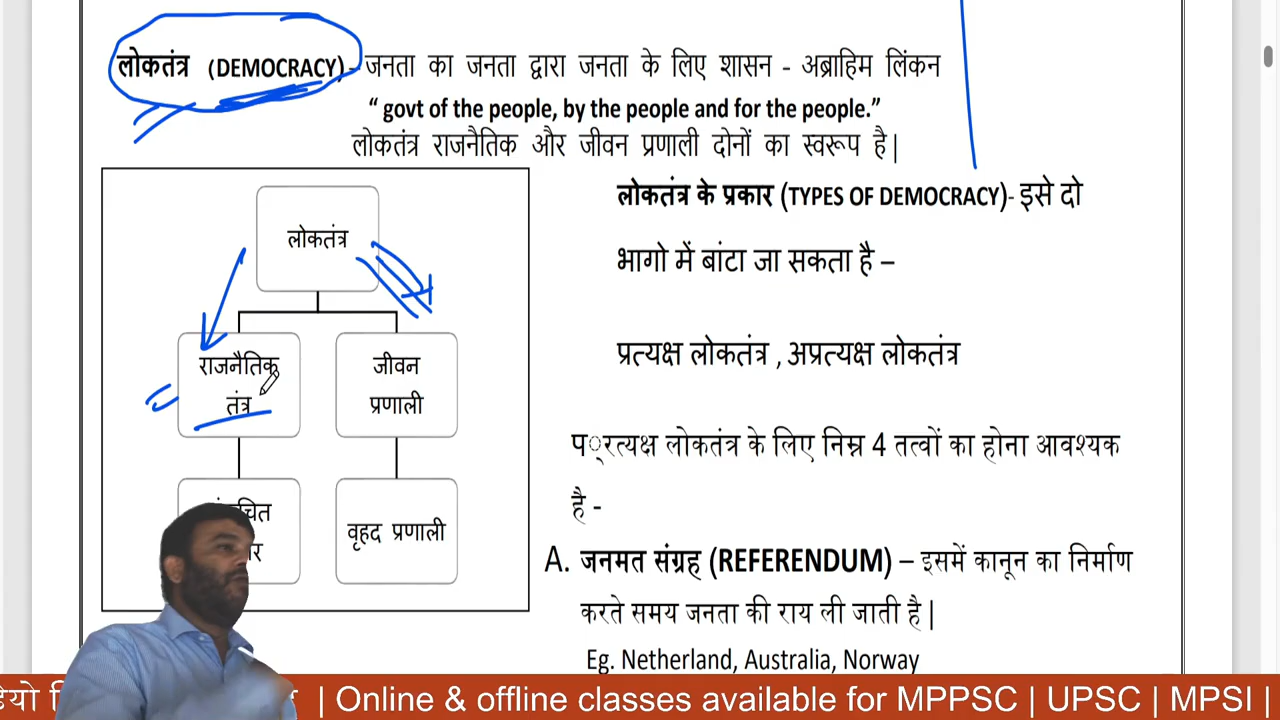 लोकतंत्र (DEMOCRACY)- जनता का जनता द्वारा जनता के लिए शासन - अब्राहिम लिंकन
“ govt of the people, by the people and for the people.”
लोकतंत्र राजनैतिक और जीवन प्रणाली दोनों का स्वरूप है|
लोकतंत्र
राजनैतिक
तंत्र
जीवन
प्रणाली
वृहद प्रणाली
लोकतंत्र के प्रकार (TYPES OF DEMOCRACY)- इसे दो
भागो में बांटा जा सकता है –
प्रत्यक्ष लोकतंत्र , अप्रत्यक्ष लोकतंत्र
प्रत्यक्ष लोकतंत्र के लिए निम्न 4 तत्वों का होना आवश्यक
है -
A. जनमत संग्रह (REFERENDUM) – इसमें कानून का निर्माण
करते समय जनता की राय ली जाती है|
Eg. Netherland, Australia, Norway
| Online & offline classes available for MPPSC | UPSC | MPSI |